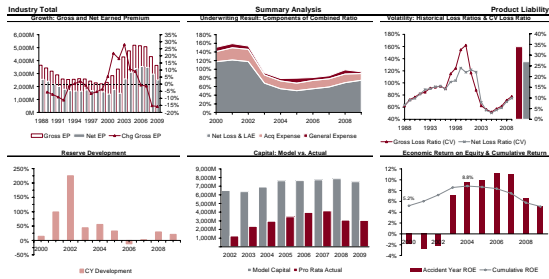 Industry Total Summary Analysis Product Liability
Growth: Gross and Net Earned Premium
6,000M
5,000M
4,000M
3,000M
2,000M
1,000M
0M
35%
30%
25%
20%
15%
10%
5%
0%
-5%
-10%
-15%
-20%
1988 1991 1994 1997 2000 2003 2006 2009
Gross EP Net EP Chg Gross EP
Underwriting Result: Components of Combined Ratio
180%
160%
140%
120%
100%
80%
60%
40%
20%
0%
2000 2002 2004 2006 2008
Net Loss & LAE Acq Expense General Expense
Volatility: Historical Loss Ratios & CV Loss Ratio
180%
160%
140%
120%
100%
80%
60%
40%
40%
35%
30%
25%
20%
15%
10%
5%
0%
1988 1993 1998 2003 2008
Gross Loss Ratio (CV) Net Loss Ratio (CV)
Reserve Development
250%
200%
150%
100%
50%
0%
-50%
2000 2002 2004 2006 2008
CY Development
Capital: Model vs. Actual
9,000M
8,000M
7,000M
6,000M
5,000M
4,000M
3,000M
2,000M
1,000M
2002 2003 2004 2005 2006 2007 2008 2009
Model Capital Pro Rate Actual
Economic Return on Equity & Cumulative Return
12%
10%
8%
6%
4%
2%
0%
-2%
-4%
5.2%
8.8%
2000 2002 2004 2006 2008
Accident Year ROE Cumulative ROE